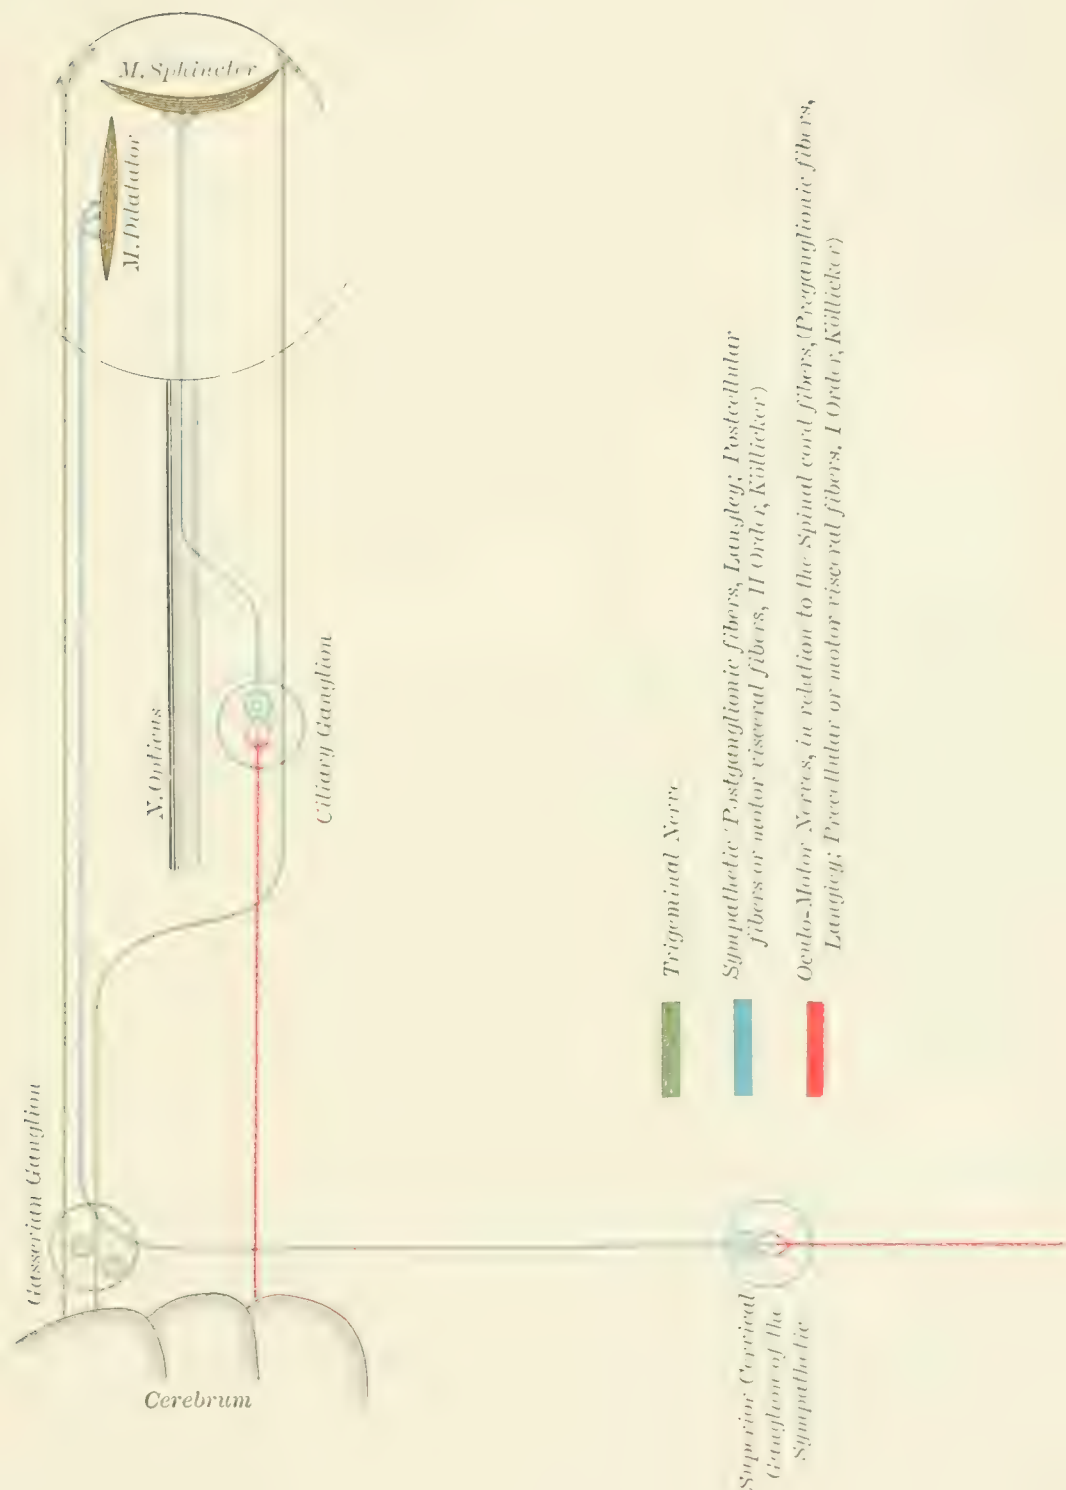 M. Sphincter
M. Dilatator
N. Opticus
Ciliary Ganglion
Gasserian Ganglion
Cerebrum
Trigeminal Nerve
Sympathetic (Postganglionic fibers, Langley; Postcellular
fibers or motor visceral fibers, II Order, Köllicker)
Oculo-Motor Nerves, in relation to the Spinal cord fibers, (Preganglionic fibers,
Langley; Precellular or motor visceral fibers, I Order, Köllicker)
Superior Cervical
Ganglion of the
Sympathetic